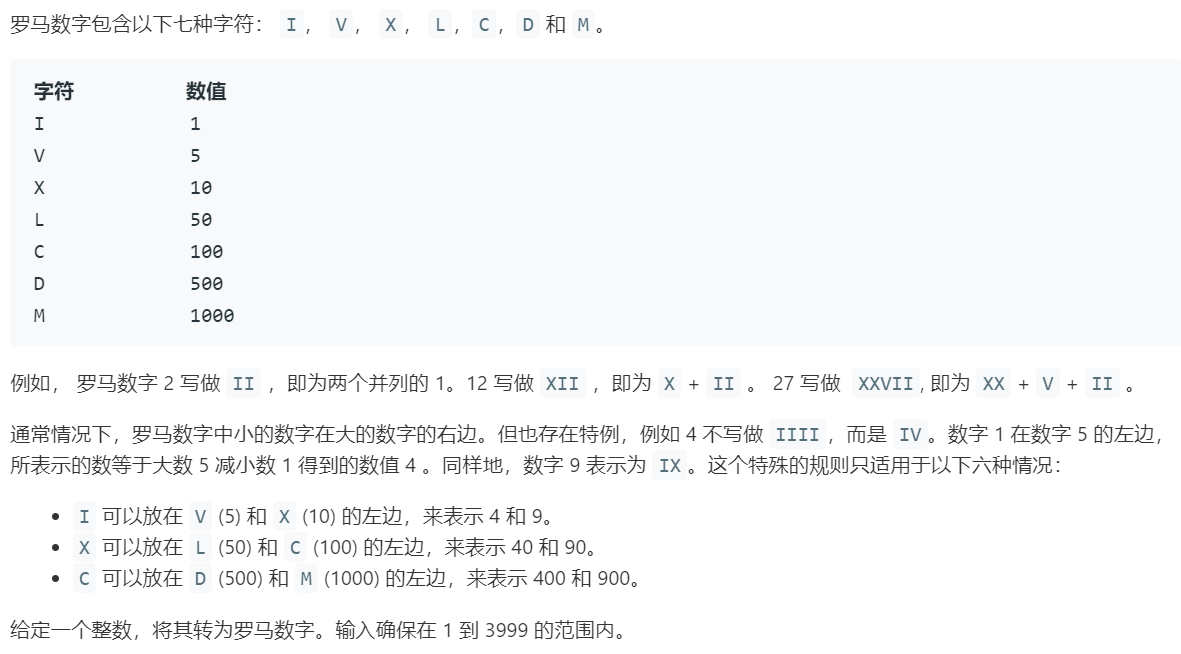 罗马数字包含以下七种字符： I， V， X， L，C，D 和 M。
字符 数值
I 1
V 5
X 10
L 50
C 100
D 500
M 1000
例如， 罗马数字 2 写做 II ，即为两个并列的 1。12 写做 XII ，即为 X + II 。 27 写做 XXVII, 即为 XX + V + II 。
通常情况下，罗马数字中小的数字在大的数字的右边。但也存在特例，例如 4 不写做 IIII，而是 IV。数字 1 在数字 5 的左边，
所表示的数等于大数 5 减小数 1 得到的数值 4 。同样地，数字 9 表示为 IX。这个特殊的规则只适用于以下六种情况：
• I 可以放在 V (5) 和 X (10) 的左边，来表示 4 和 9。
• X 可以放在 L (50) 和 C (100) 的左边，来表示 40 和 90。
• C 可以放在 D (500) 和 M (1000) 的左边，来表示 400 和 900。
给定一个整数，将其转为罗马数字。输入确保在 1 到 3999 的范围内。